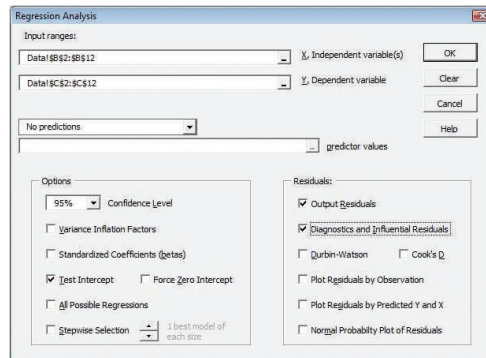 Regression Analysis
Input ranges:
Data!$B$2:$B$12
X, Independent variable(s)
OK
Data!$C$2:$C$12
Y, Dependent variable
Clear
Cancel
No predictions
Help
predictor values
Options
95% Confidence Level
Variance Inflation Factors
Standardized Coefficients (betas)
Test Intercept Force Zero Intercept
All Possible Regressions
Stepwise Selection 1 best model of
each size
Residuals:
Output Residuals
Diagnostics and Influential Residuals
Durbin-Watson Cook's D
Plot Residuals by Observation
Plot Residuals by Predicted Y and X
Normal Probabilty Plot of Residuals